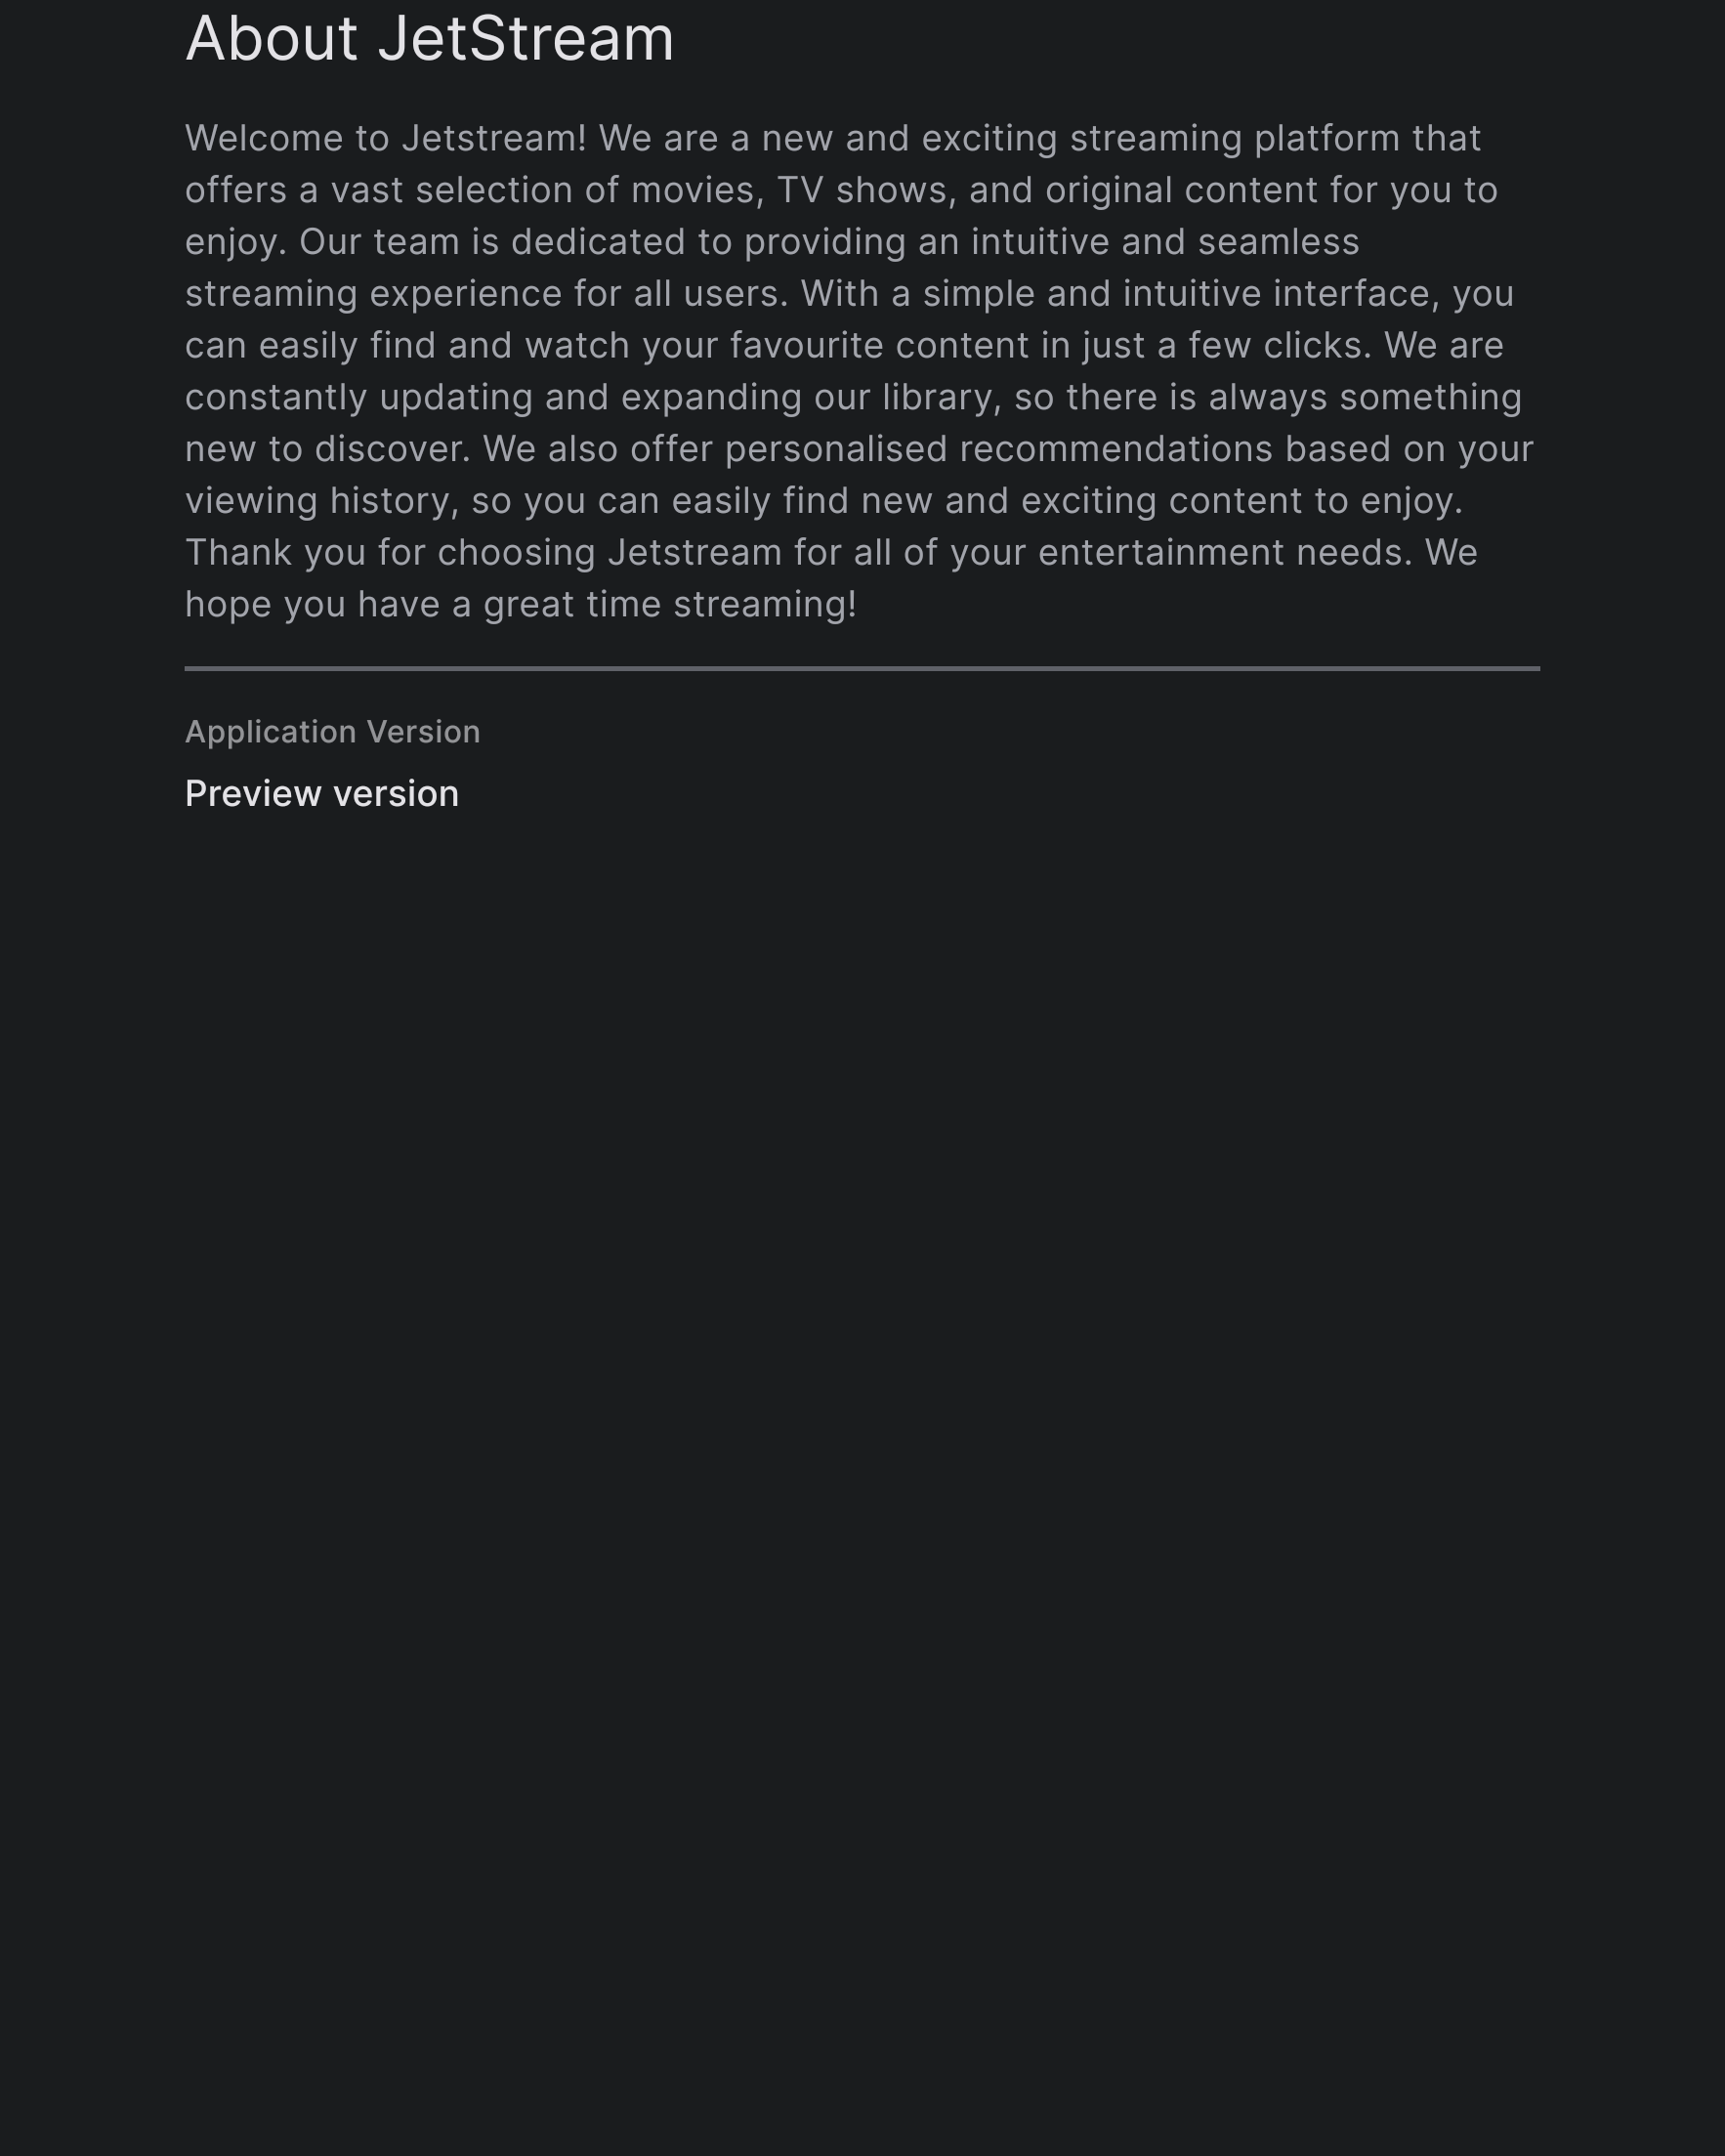 About JetStream
Welcome to Jetstream! We are a new and exciting streaming platform that
offers a vast selection of movies, TV shows, and original content for you to
enjoy. Our team is dedicated to providing an intuitive and seamless
streaming experience for all users. With a simple and intuitive interface, you
can easily find and watch your favourite content in just a few clicks. We are
constantly updating and expanding our library, so there is always something
new to discover. We also offer personalised recommendations based on your
viewing history, so you can easily find new and exciting content to enjoy.
Thank you for choosing Jetstream for all of your entertainment needs. We
hope you have a great time streaming!
Application Version
Preview version